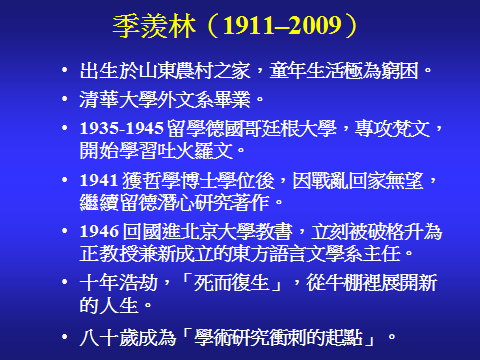 季羨林（1911–2009）
• 出生於山東農村之家，童年生活極為窮困。
• 清華大學外文系畢業。
• 1935-1945 留學德國哥廷根大學，專攻梵文，
開始學習吐火羅文。
• 1941 獲哲學博士學位後，因戰亂回家無望，
繼續留德潛心研究著作。
• 1946 回國進北京大學教書，立刻被破格升為
正教授兼新成立的東方語言文學系主任。
• 十年浩劫，「死而復生」，從牛棚裡展開新
的人生。
• 八十歲成為「學術研究衝刺的起點」。